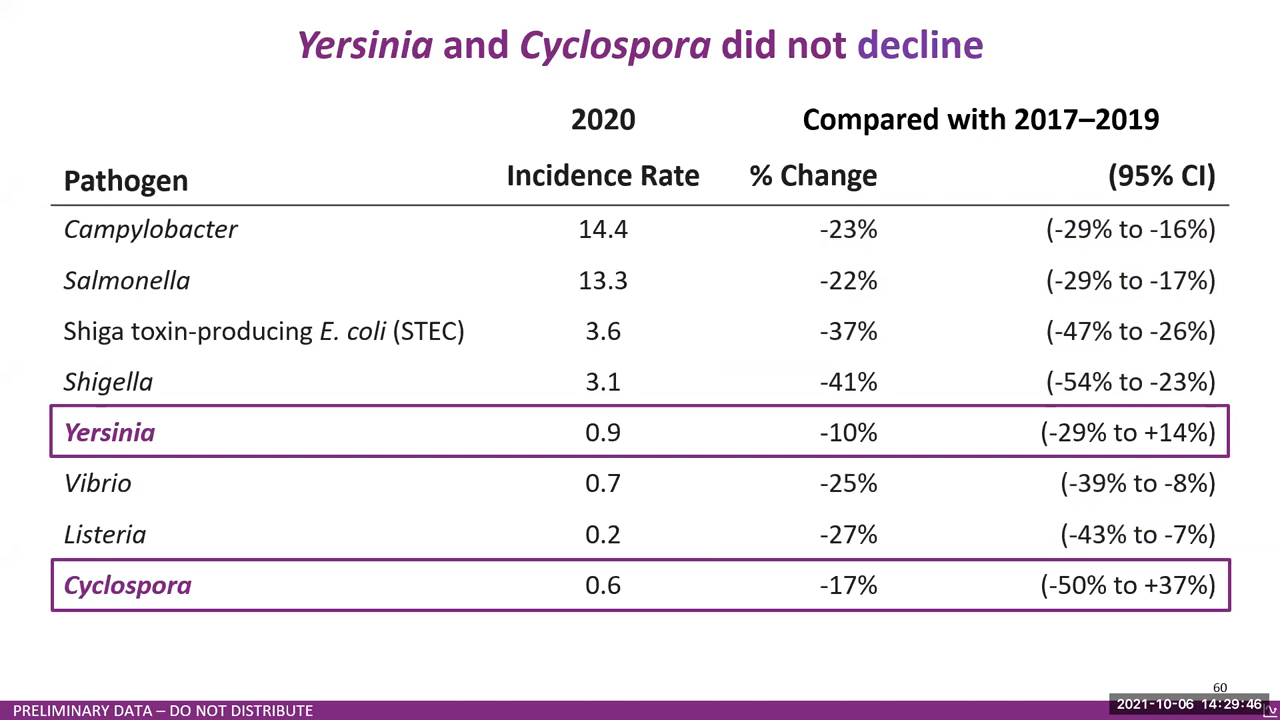 Yersinia and Cyclospora did not decline
2020 Compared with 2017–2019
Pathogen Incidence Rate % Change (95% CI)
Campylobacter 14.4 -23% (-29% to -16%)
Salmonella 13.3 -22% (-29% to -17%)
Shiga toxin-producing E. coli (STEC) 3.6 -37% (-47% to -26%)
Shigella 3.1 -41% (-54% to -23%)
Yersinia 0.9 -10% (-29% to +14%)
Vibrio 0.7 -25% (-39% to -8%)
Listeria 0.2 -27% (-43% to -7%)
Cyclospora 0.6 -17% (-50% to +37%)
60
PRELIMINARY DATA – DO NOT DISTRIBUTE
2021-10-06 14:29:46